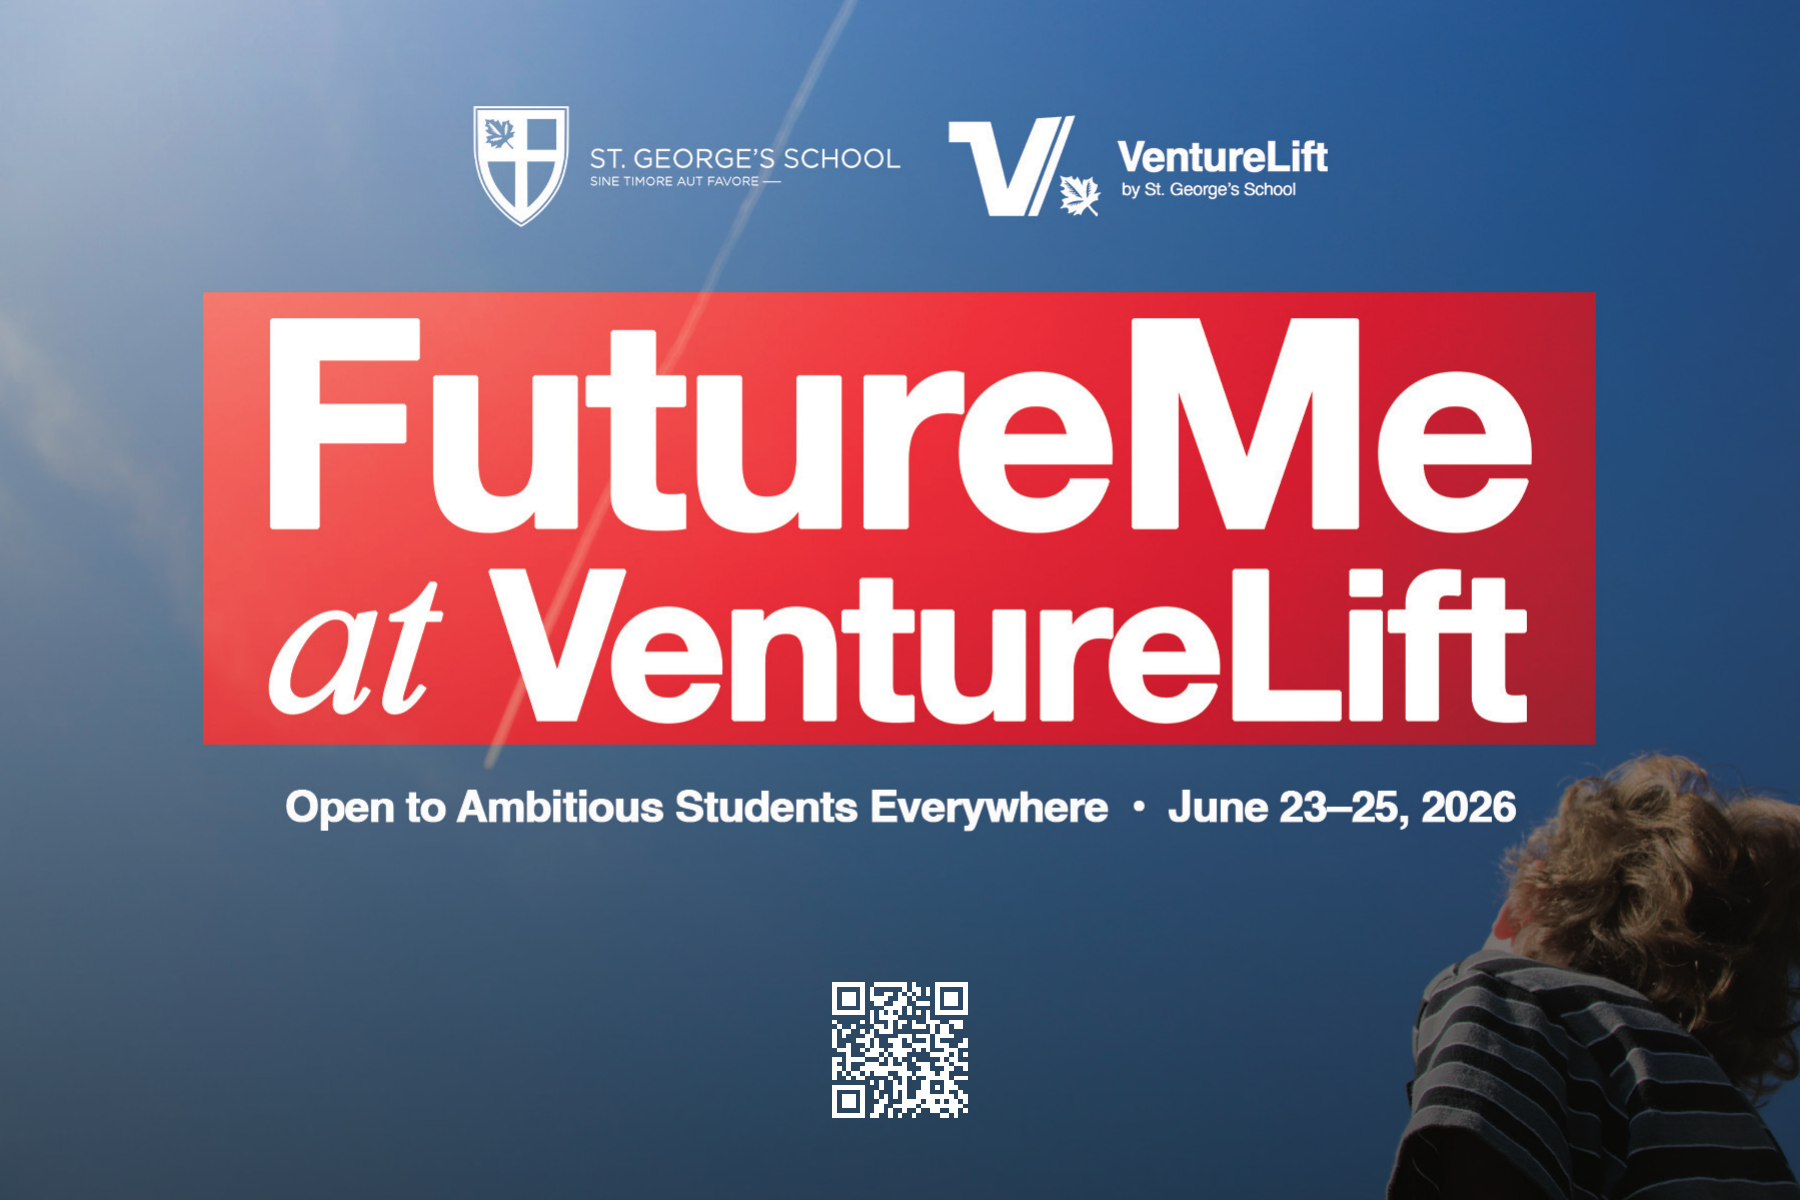 ST. GEORGE'S SCHOOL
SINE TIMORE AUT FAVORE —
VentureLift
by St. George's School
FutureMe
at VentureLift
Open to Ambitious Students Everywhere • June 23–25, 2026